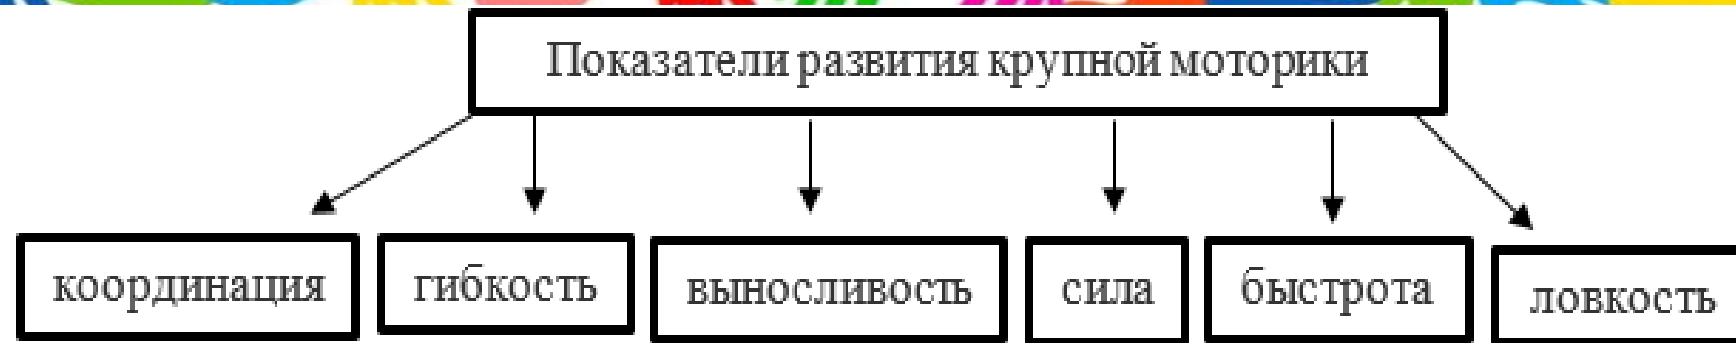 Показатели развития крупной моторики
координация гибкость выносливость сила быстрота ловкость